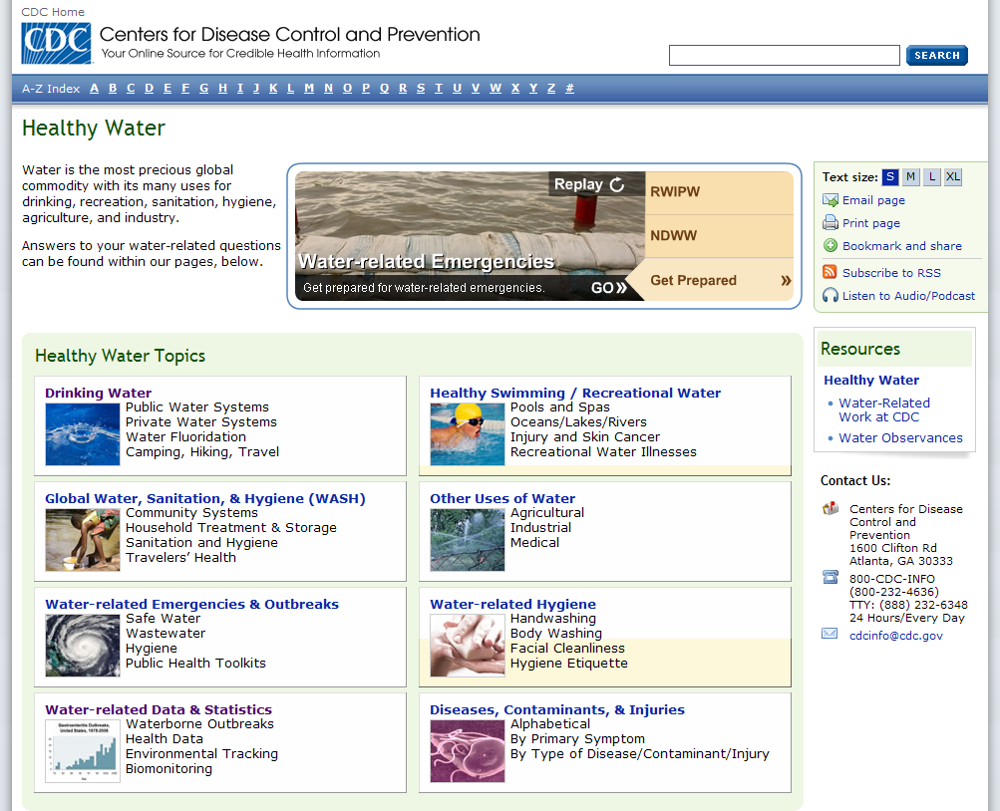 CDC Home
CDC
Centers for Disease Control and Prevention
Your Online Source for Credible Health Information
SEARCH
A-Z Index A B C D E F G H I J K L M N O P Q R S T U V W X Y Z #
Healthy Water
Water is the most precious global
commodity with its many uses for
drinking, recreation, sanitation, hygiene,
agriculture, and industry.
Answers to your water-related questions
can be found within our pages, below.
Replay
Water-related Emergencies
Get prepared for water-related emergencies.
GO»
RWIPW
NDWW
Get Prepared »
Text size: S M L XL
Email page
Print page
Bookmark and share
Subscribe to RSS
Listen to Audio/Podcast
Healthy Water Topics
Drinking Water
Public Water Systems
Private Water Systems
Water Fluoridation
Camping, Hiking, Travel
Healthy Swimming / Recreational Water
Pools and Spas
Oceans/Lakes/Rivers
Injury and Skin Cancer
Recreational Water Illnesses
Global Water, Sanitation, & Hygiene (WASH)
Community Systems
Household Treatment & Storage
Sanitation and Hygiene
Travelers’ Health
Other Uses of Water
Agricultural
Industrial
Medical
Water-related Emergencies & Outbreaks
Safe Water
Wastewater
Hygiene
Public Health Toolkits
Water-related Hygiene
Handwashing
Body Washing
Facial Cleanliness
Hygiene Etiquette
Water-related Data & Statistics
Gastroenteritis Outbreaks,
United States, 1978-2006
Waterborne Outbreaks
Health Data
Environmental Tracking
Biomonitoring
Diseases, Contaminants, & Injuries
Alphabetical
By Primary Symptom
By Type of Disease/Contaminant/Injury
Resources
Healthy Water
• Water-Related
Work at CDC
• Water Observances
Contact Us:
Centers for Disease
Control and
Prevention
1600 Clifton Rd
Atlanta, GA 30333
800-CDC-INFO
(800-232-4636)
TTY: (888) 232-6348
24 Hours/Every Day
cdcinfo@cdc.gov